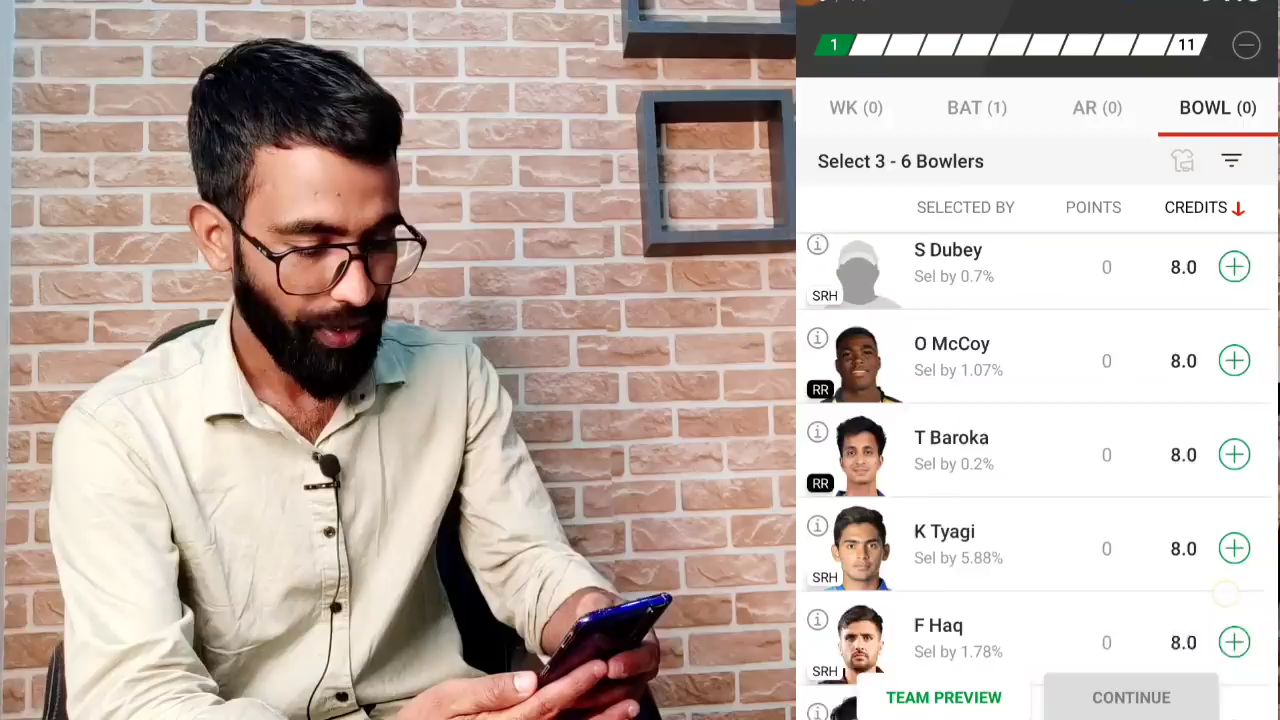 1
11
WK (0)
BAT (1)
AR (0)
BOWL (0)
Select 3 - 6 Bowlers
SELECTED BY
POINTS
CREDITS
S Dubey
Sel by 0.7%
0
8.0
SRH
O McCoy
Sel by 1.07%
0
8.0
RR
T Baroka
Sel by 0.2%
0
8.0
RR
K Tyagi
Sel by 5.88%
0
8.0
SRH
F Haq
Sel by 1.78%
0
8.0
SRH
TEAM PREVIEW
CONTINUE